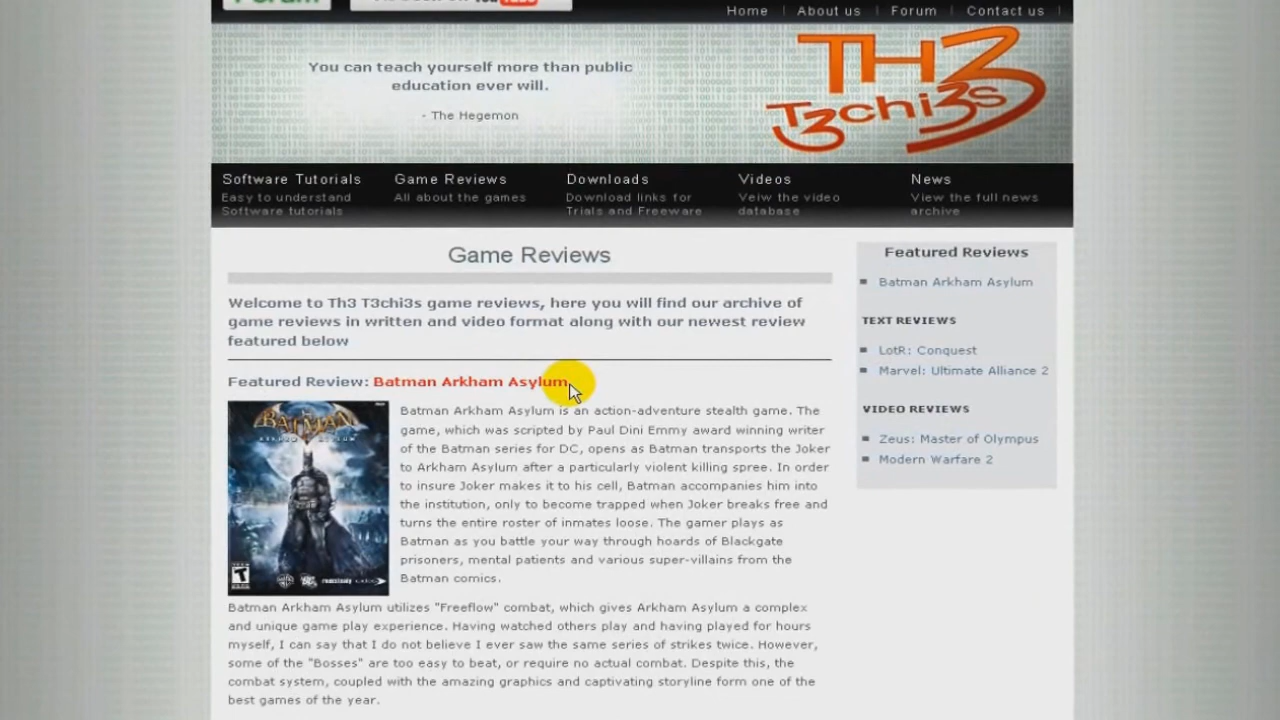 Home | About us | Forum | Contact us |
You can teach yourself more than public
education ever will.
- The Hegemon
TH3
T3chi3s
Software Tutorials
Easy to understand
Software tutorials
Game Reviews
All about the games
Downloads
Download links for
Trials and Freeware
Videos
Veiw the video
database
News
View the full news
archive
Game Reviews
Welcome to Th3 T3chi3s game reviews, here you will find our archive of
game reviews in written and video format along with our newest review
featured below
Featured Review: Batman Arkham Asylum
BATMAN
ARKHAM ASYLUM
T
Batman Arkham Asylum is an action-adventure stealth game. The
game, which was scripted by Paul Dini Emmy award winning writer
of the Batman series for DC, opens as Batman transports the Joker
to Arkham Asylum after a particularly violent killing spree. In order
to insure Joker makes it to his cell, Batman accompanies him into
the institution, only to become trapped when Joker breaks free and
turns the entire roster of inmates loose. The gamer plays as
Batman as you battle your way through hoards of Blackgate
prisoners, mental patients and various super-villains from the
Batman comics.
Batman Arkham Asylum utilizes "Freeflow" combat, which gives Arkham Asylum a complex
and unique game play experience. Having watched others play and having played for hours
myself, I can say that I do not believe I ever saw the same series of strikes twice. However,
some of the "Bosses" are too easy to beat, or require no actual combat. Despite this, the
combat system, coupled with the amazing graphics and captivating storyline form one of the
best games of the year.
Featured Reviews
Batman Arkham Asylum
TEXT REVIEWS
LotR: Conquest
Marvel: Ultimate Alliance 2
VIDEO REVIEWS
Zeus: Master of Olympus
Modern Warfare 2